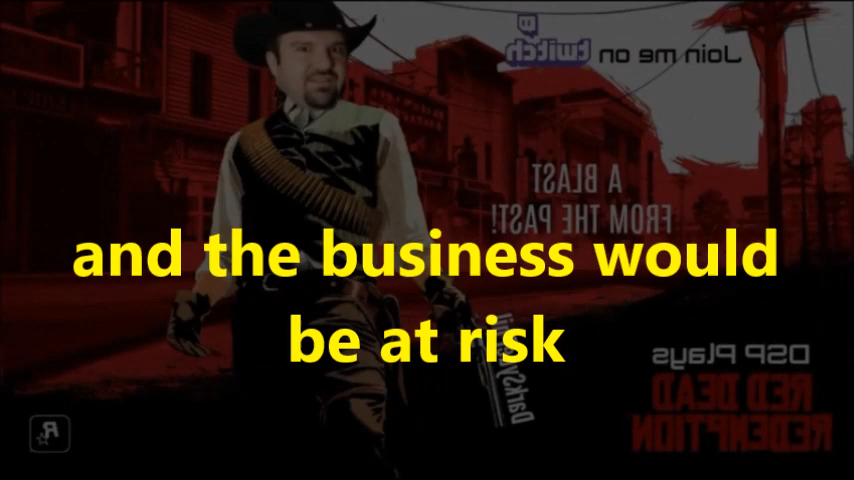 Join me on twitch
A BLAST
FROM THE PAST!
and the business would
be at risk
DSP Plays
RED DEAD
REDEMPTION
R